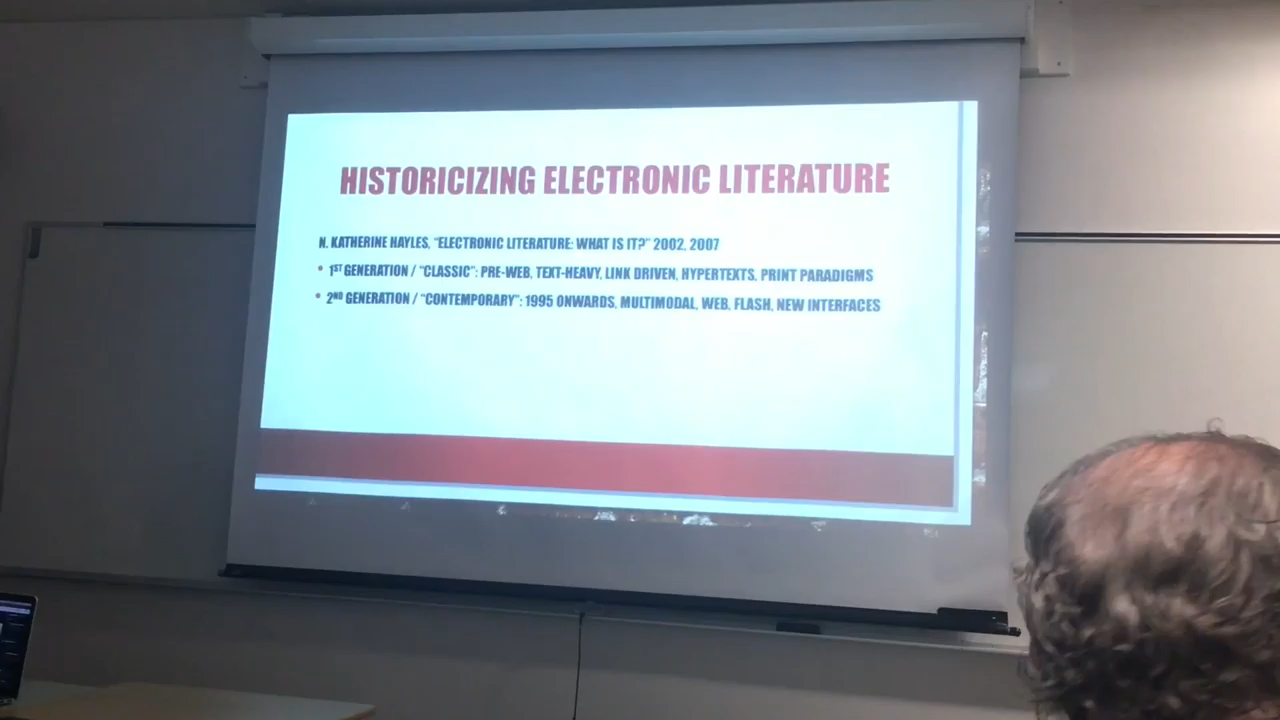 HISTORICIZING ELECTRONIC LITERATURE
N. KATHERINE HAYLES, "ELECTRONIC LITERATURE: WHAT IS IT?" 2002, 2007
• 1ST GENERATION / "CLASSIC": PRE-WEB, TEXT-HEAVY, LINK DRIVEN, HYPERTEXTS, PRINT PARADIGMS
• 2ND GENERATION / "CONTEMPORARY": 1995 ONWARDS, MULTIMODAL, WEB, FLASH, NEW INTERFACES